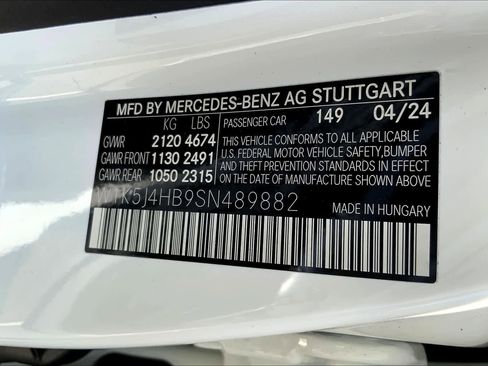 MFD BY MERCEDES-BENZ AG STUTTGART
KG LBS
PASSENGER CAR 149 04/24
GVWR 2120 4674
GAWR FRONT 1130 2491
GAWR REAR 1050 2315
THIS VEHICLE CONFORMS TO ALL APPLICABLE
U.S. FEDERAL MOTOR VEHICLE SAFETY, BUMPER
AND THEFT PREVENTION STANDARDS IN EFFECT
ON THE DATE OF MANUFACTURE SHOWN ABOVE.
W1K5J4HB9SN489882
MADE IN HUNGARY